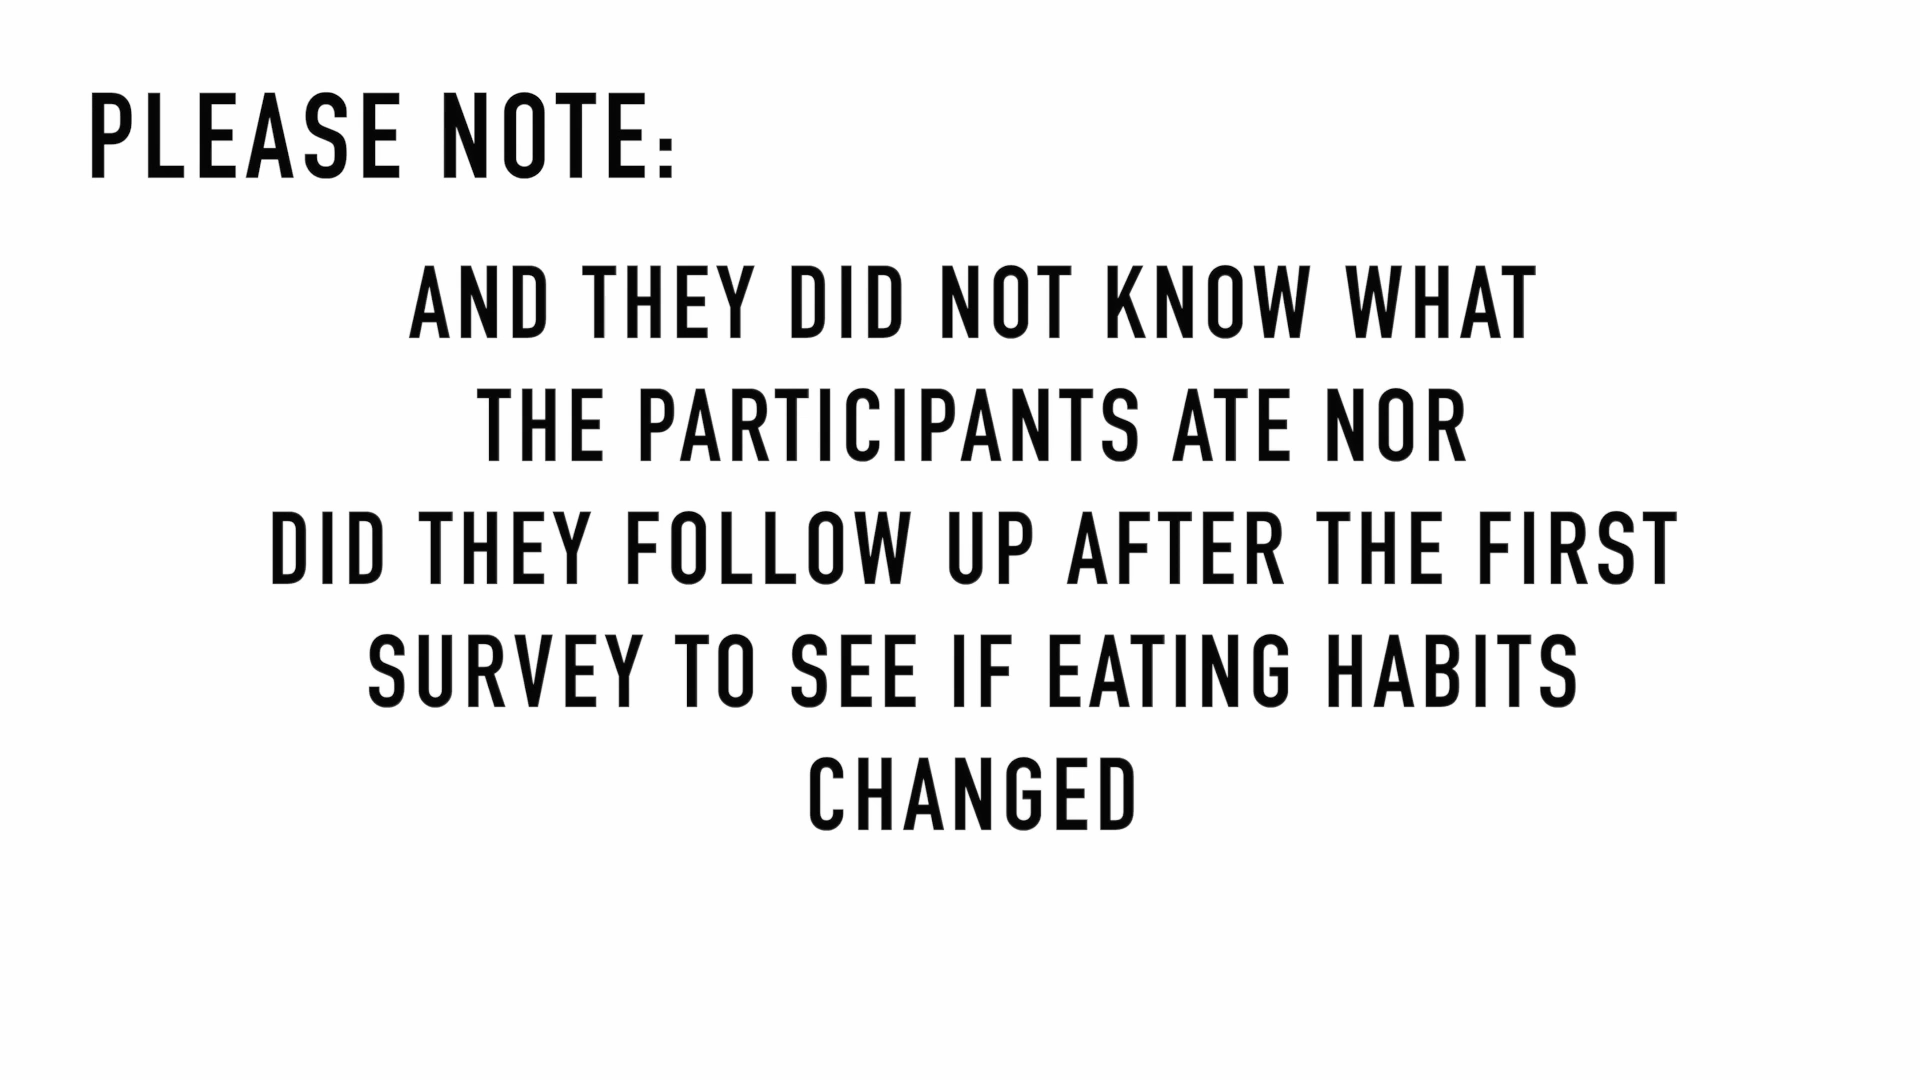 PLEASE NOTE:
AND THEY DID NOT KNOW WHAT
THE PARTICIPANTS ATE NOR
DID THEY FOLLOW UP AFTER THE FIRST
SURVEY TO SEE IF EATING HABITS
CHANGED